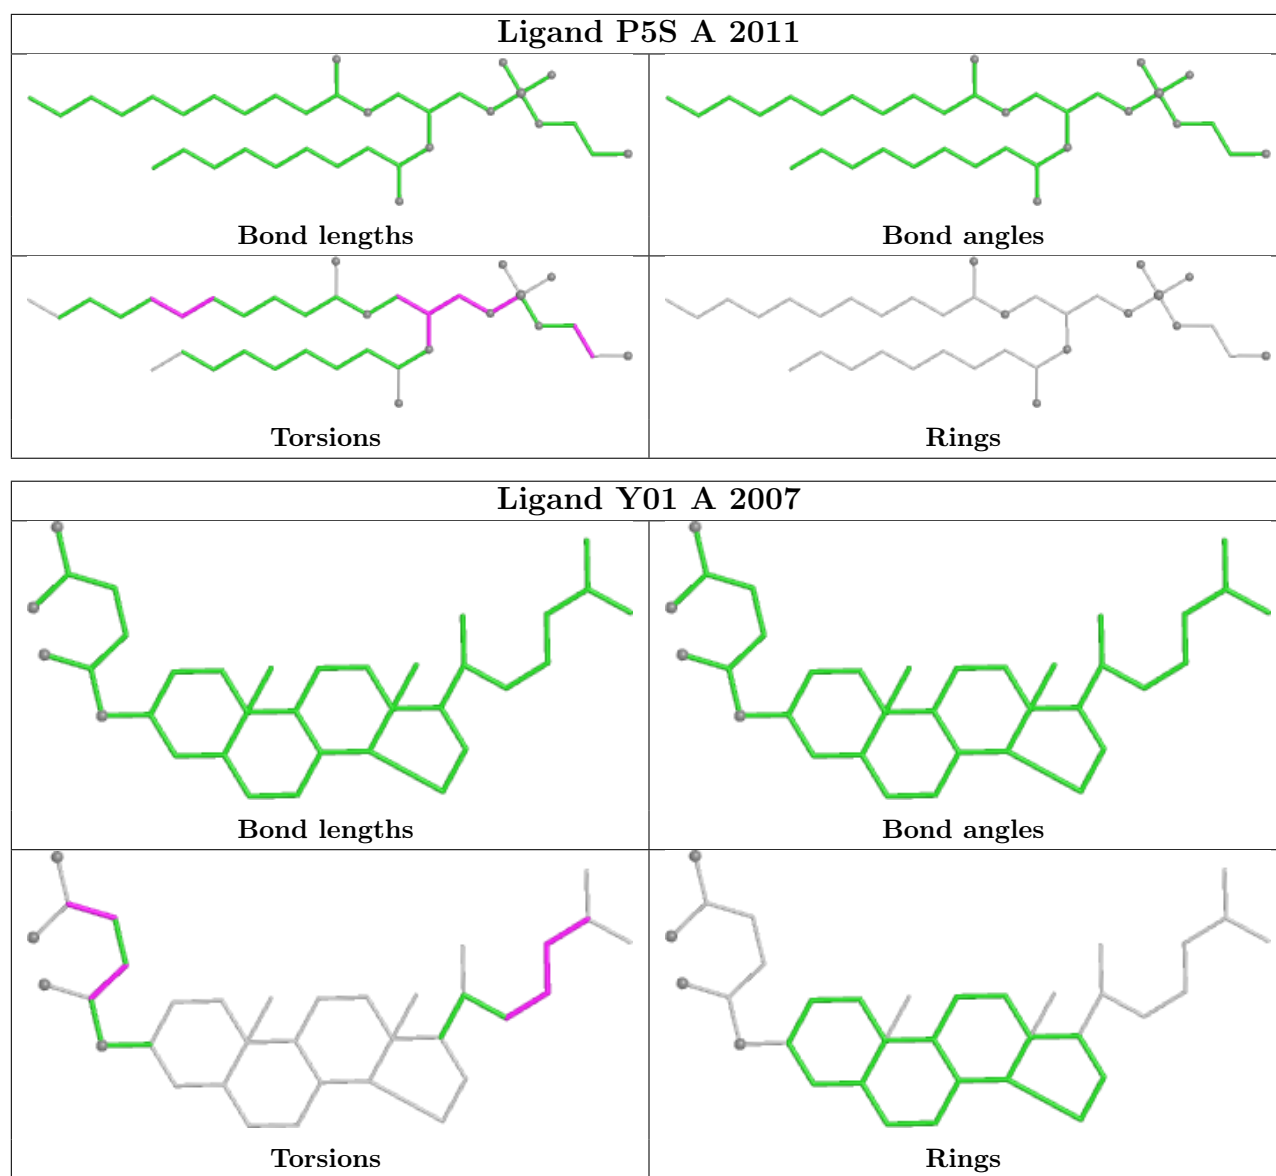 Ligand P5S A 2011
Bond lengths
Bond angles
Torsions
Rings
Ligand Y01 A 2007
Bond lengths
Bond angles
Torsions
Rings